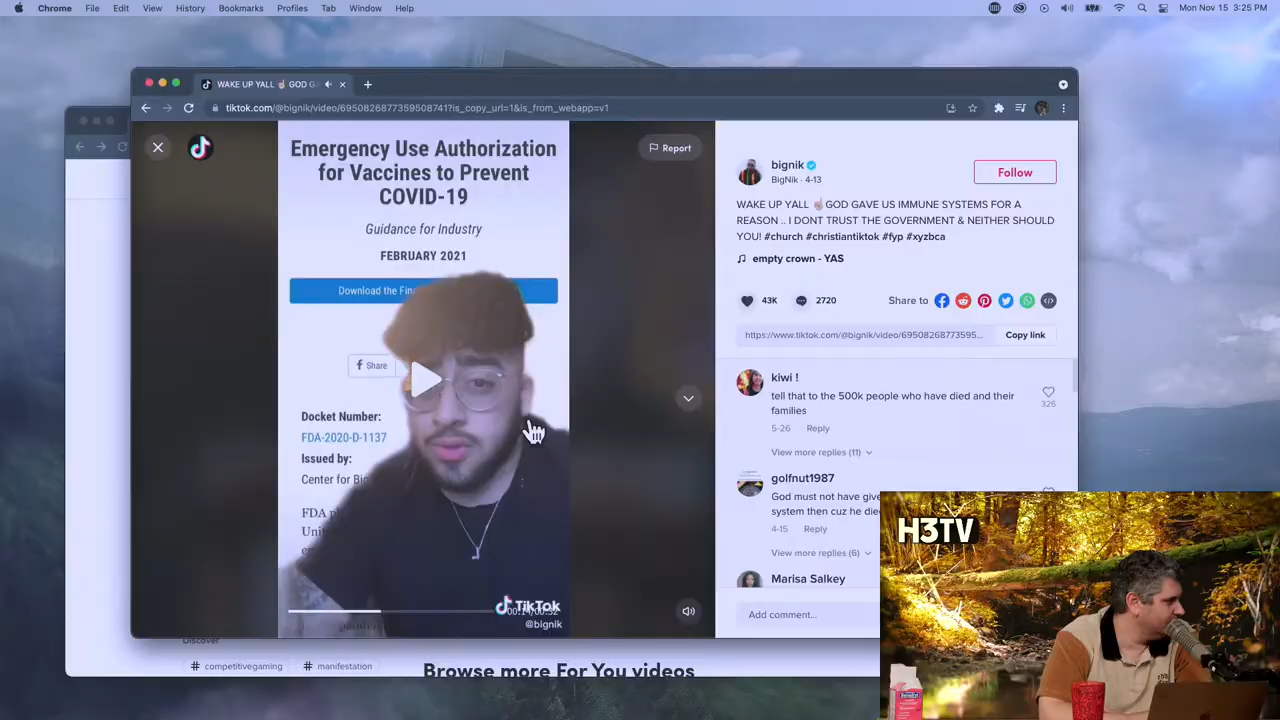 Chrome File Edit View History Bookmarks Profiles Tab Window Help
Mon Nov 15 3:25 PM
WAKE UP YALL ☝🏽 GOD G
tiktok.com/@bignik/video/6950826877359508741?is_copy_url=1&is_from_webapp=v1
Report
Emergency Use Authorization
for Vaccines to Prevent
COVID-19
Guidance for Industry
FEBRUARY 2021
Download the Fin
Share
Docket Number:
FDA-2020-D-1137
Issued by:
Center for Bi
FDA
TikTok
@bignik
bignik
BigNik · 4-13
Follow
WAKE UP YALL ☝🏽GOD GAVE US IMMUNE SYSTEMS FOR A
REASON .. I DONT TRUST THE GOVERNMENT & NEITHER SHOULD
YOU! #church #christiantiktok #fyp #xyzbca
empty crown - YAS
43K
2720
Share to
https://www.tiktok.com/@bignik/video/69508268773595...
Copy link
kiwi !
tell that to the 500k people who have died and their
families
326
5-26 Reply
View more replies (11)
golfnut1987
God must not have give
system then cuz he die
4-15 Reply
View more replies (6)
Marisa Salkey
Add comment...
H3TV
Discover
# competitivegaming
# manifestation
Browse more For You videos